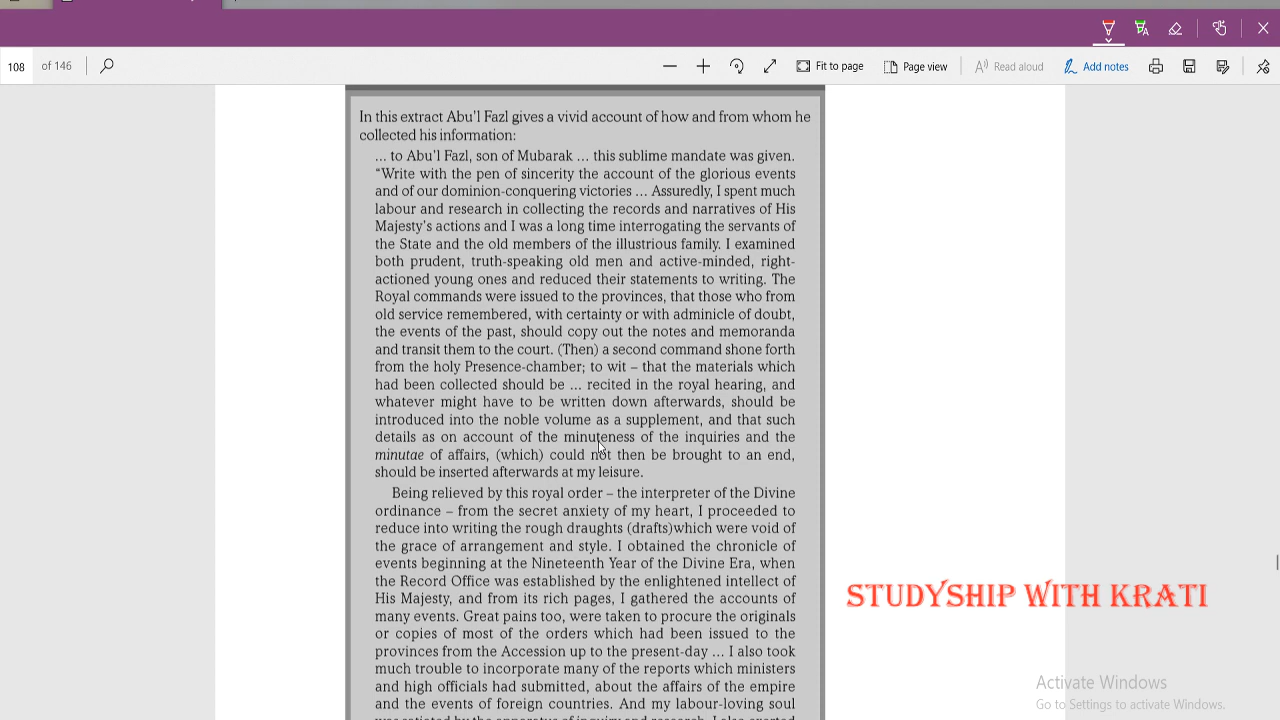 108 of 146 Fit to page Page view Read aloud Add notes
In this extract Abu'l Fazl gives a vivid account of how and from whom he
collected his information:
... to Abu'l Fazl, son of Mubarak ... this sublime mandate was given.
"Write with the pen of sincerity the account of the glorious events
and of our dominion-conquering victories ... Assuredly, I spent much
labour and research in collecting the records and narratives of His
Majesty's actions and I was a long time interrogating the servants of
the State and the old members of the illustrious family. I examined
both prudent, truth-speaking old men and active-minded, right-
actioned young ones and reduced their statements to writing. The
Royal commands were issued to the provinces, that those who from
old service remembered, with certainty or with adminicle of doubt,
the events of the past, should copy out the notes and memoranda
and transit them to the court. (Then) a second command shone forth
from the holy Presence-chamber; to wit – that the materials which
had been collected should be ... recited in the royal hearing, and
whatever might have to be written down afterwards, should be
introduced into the noble volume as a supplement, and that such
details as on account of the minuteness of the inquiries and the
minutae of affairs, (which) could not then be brought to an end,
should be inserted afterwards at my leisure.
Being relieved by this royal order – the interpreter of the Divine
ordinance – from the secret anxiety of my heart, I proceeded to
reduce into writing the rough draughts (drafts)which were void of
the grace of arrangement and style. I obtained the chronicle of
events beginning at the Nineteenth Year of the Divine Era, when
the Record Office was established by the enlightened intellect of
His Majesty, and from its rich pages, I gathered the accounts of
many events. Great pains too, were taken to procure the originals
or copies of most of the orders which had been issued to the
provinces from the Accession up to the present-day ... I also took
much trouble to incorporate many of the reports which ministers
and high officials had submitted, about the affairs of the empire
and the events of foreign countries. And my labour-loving soul
STUDYSHIP WITH KRATI
Activate Windows
Go to Settings to activate Windows.